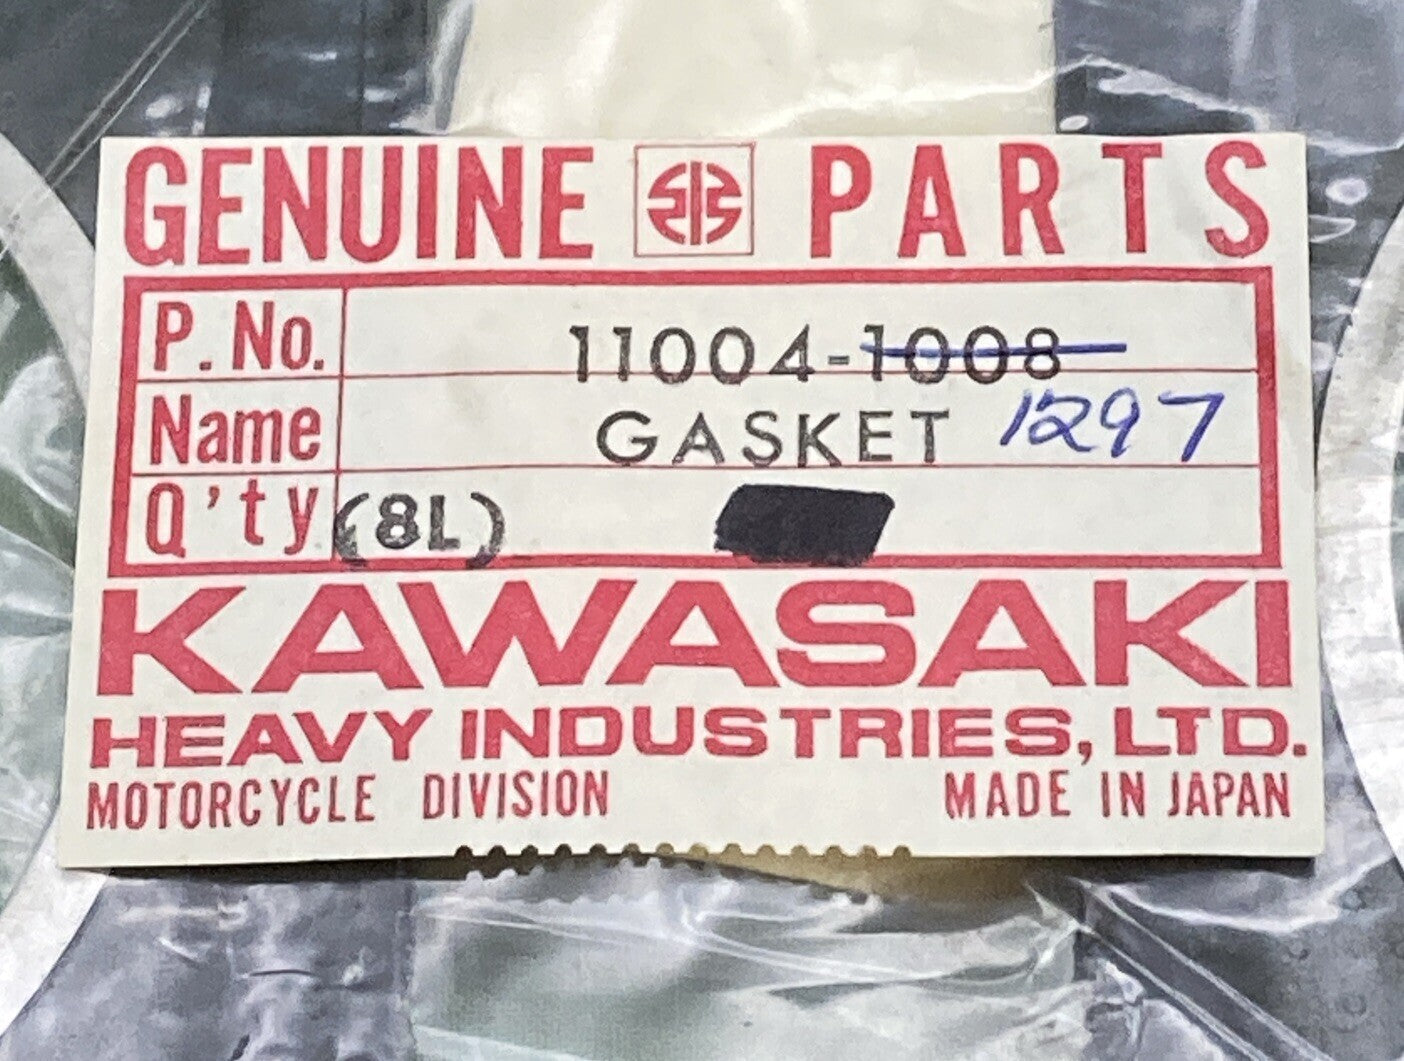 GENUINE PARTS
P. No. 11004-1008
Name GASKET 1297
Q'ty (8L)
KAWASAKI
HEAVY INDUSTRIES, LTD.
MOTORCYCLE DIVISION MADE IN JAPAN